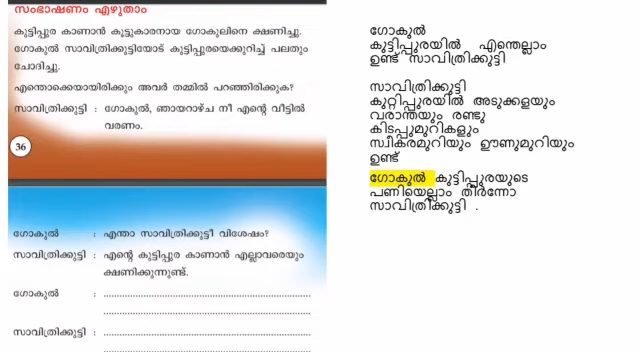 സംഭാഷണം എഴുതാം
കുട്ടിപ്പുര കാണാൻ കൂട്ടുകാരനായ ഗോകുലിനെ ക്ഷണിച്ചു.
ഗോകുൽ സാവിത്രിക്കുട്ടിയോട് കുട്ടിപ്പുരയെക്കുറിച്ച് പലതും
ചോദിച്ചു.
എന്തൊക്കെയായിരിക്കും അവർ തമ്മിൽ പറഞ്ഞിരിക്കുക?
സാവിത്രിക്കുട്ടി : ഗോകുൽ, ഞായറാഴ്ച നീ എന്റെ വീട്ടിൽ
വരണം.
36
ഗോകുൽ : എന്താ സാവിത്രിക്കുട്ടീ വിശേഷം?
സാവിത്രിക്കുട്ടി : എന്റെ കുട്ടിപ്പുര കാണാൻ എല്ലാവരെയും
ക്ഷണിക്കുന്നുണ്ട്.
ഗോകുൽ : ................................................................
................................................................
സാവിത്രിക്കുട്ടി : ................................................................
................................................................
ഗോകുൽ
കുട്ടിപ്പുരയിൽ എന്തെല്ലാം
ഉണ്ട് സാവിത്രിക്കുട്ടി
സാവിത്രിക്കുട്ടി
കുറ്റിപ്പുരയിൽ അടുക്കളയും
വരാന്തയും രണ്ടു
കിടപ്പുമുറികളും
സ്വീകരമുറിയും ഊണുമുറിയും
ഉണ്ട്
ഗോകുൽ കുട്ടിപ്പുരയുടെ
പണിയെല്ലാം തീർന്നോ
സാവിത്രിക്കുട്ടി .